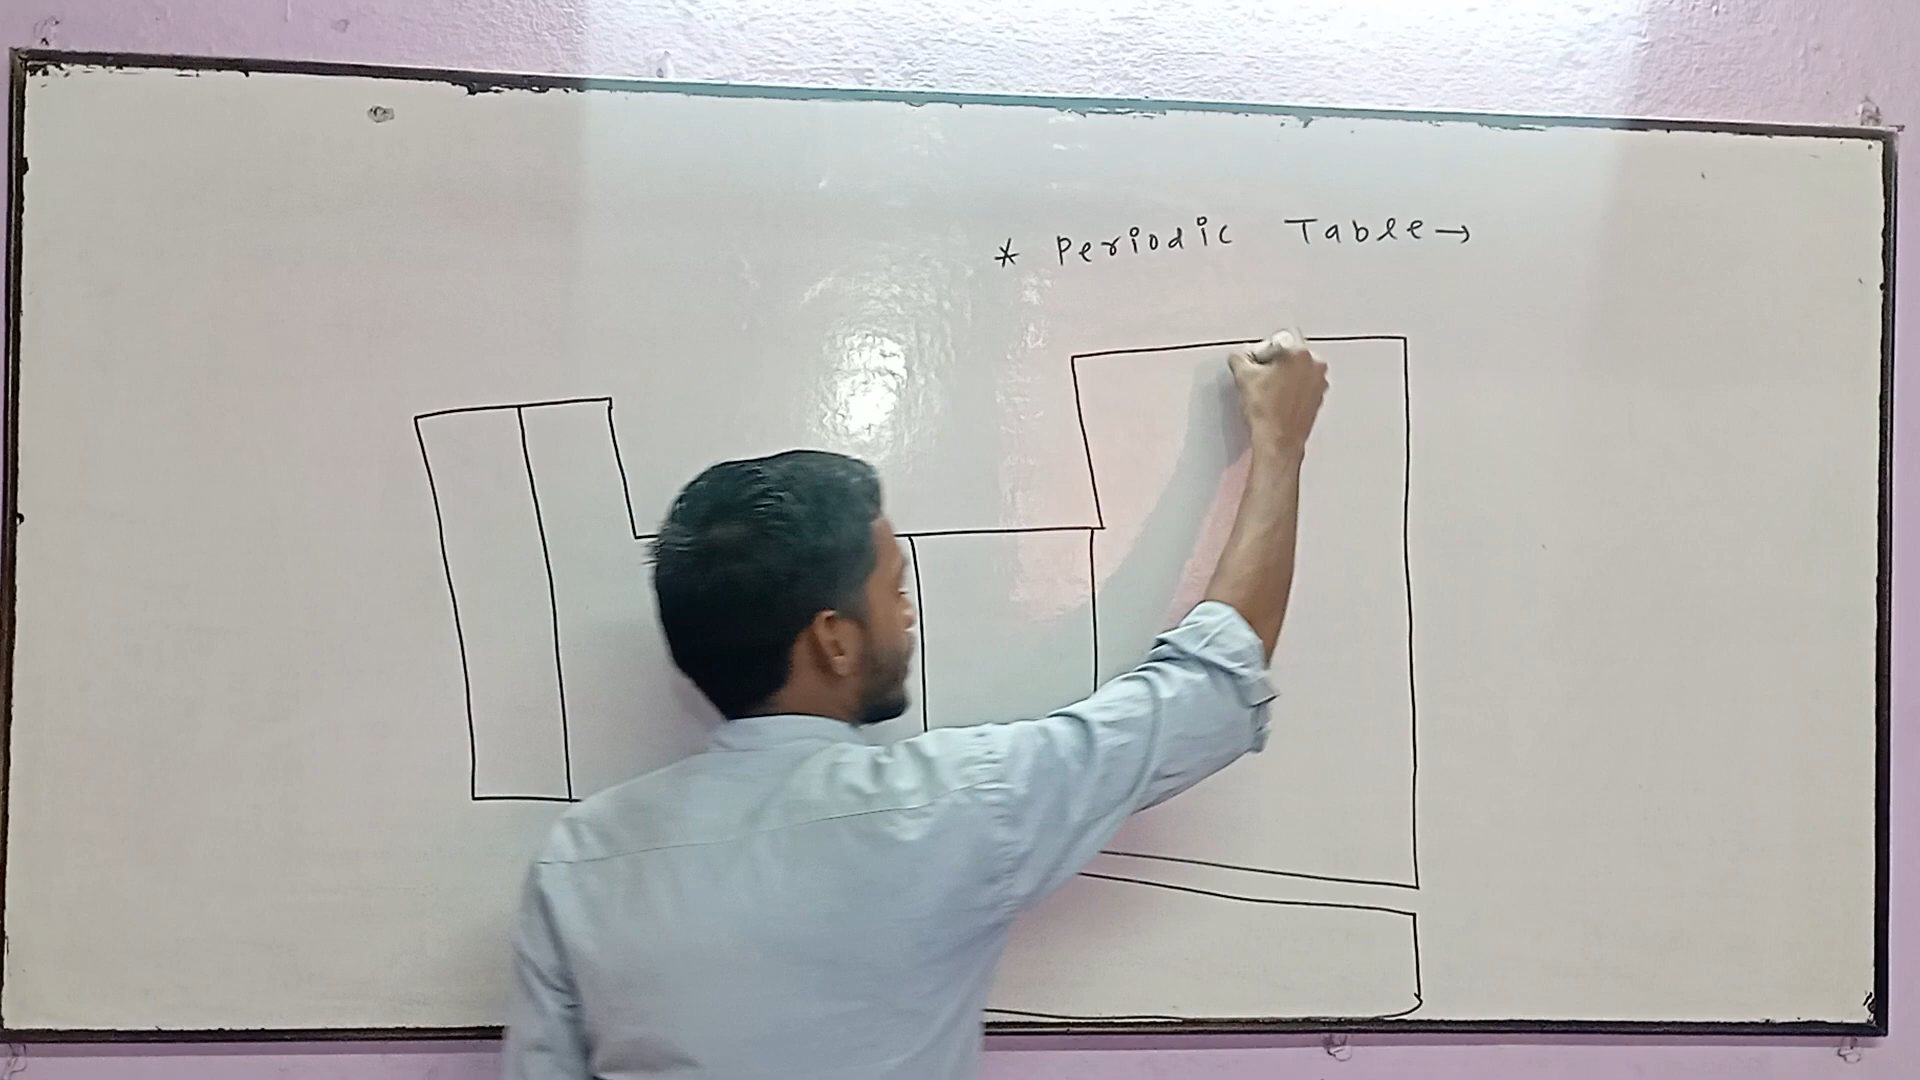 * Periodic Table →